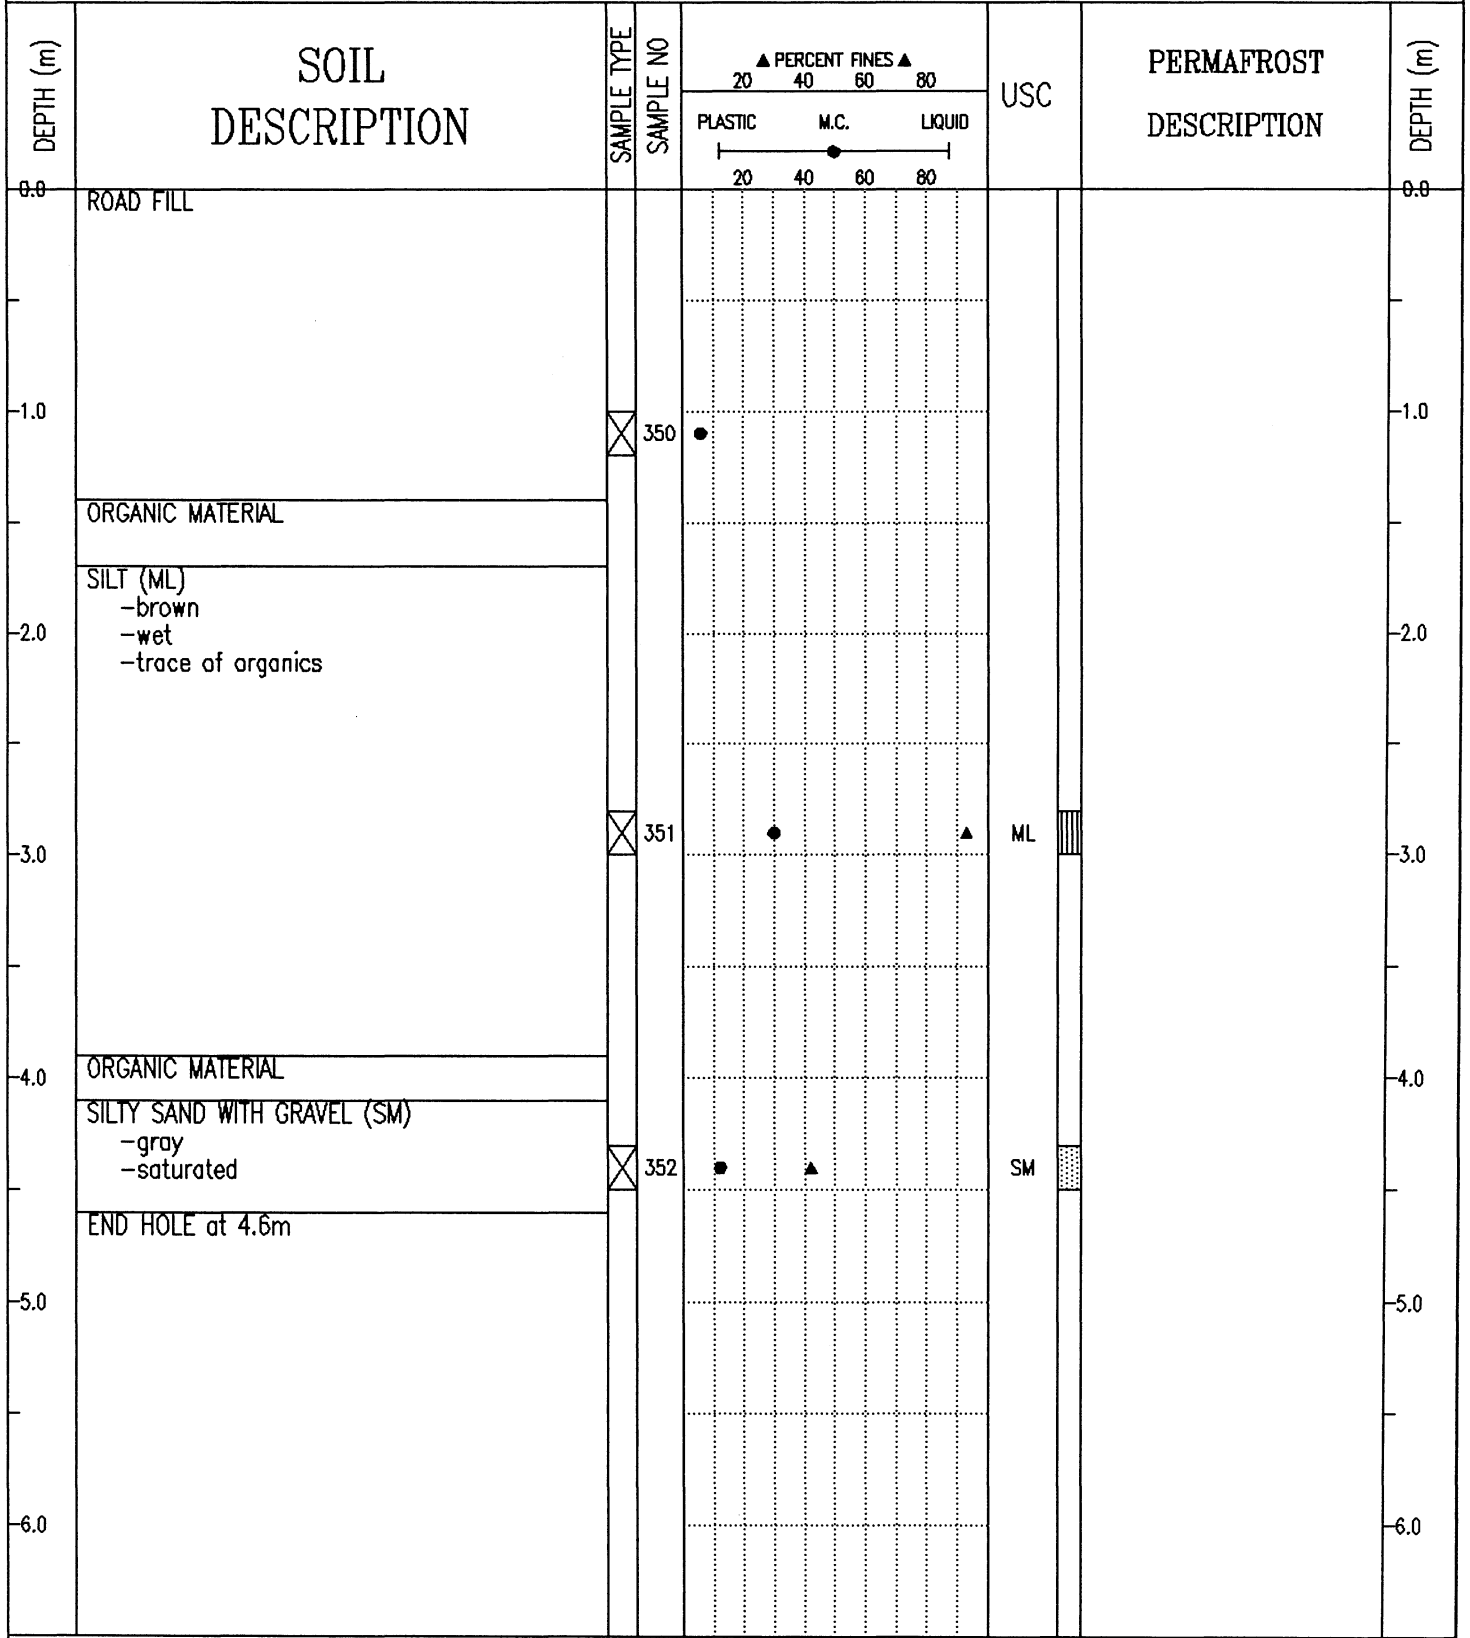 DEPTH (m)
SOIL
DESCRIPTION
SAMPLE TYPE
SAMPLE NO
▲ PERCENT FINES ▲
20 40 60 80
PLASTIC M.C. LIQUID
20 40 60 80
USC
PERMAFROST
DESCRIPTION
DEPTH (m)
0.0
ROAD FILL
0.0
1.0
350
1.0
ORGANIC MATERIAL
SILT (ML)
-brown
2.0
-wet
2.0
-trace of organics
351
ML
3.0
3.0
ORGANIC MATERIAL
4.0
4.0
SILTY SAND WITH GRAVEL (SM)
-gray
-saturated
352
SM
END HOLE at 4.6m
5.0
5.0
6.0
6.0